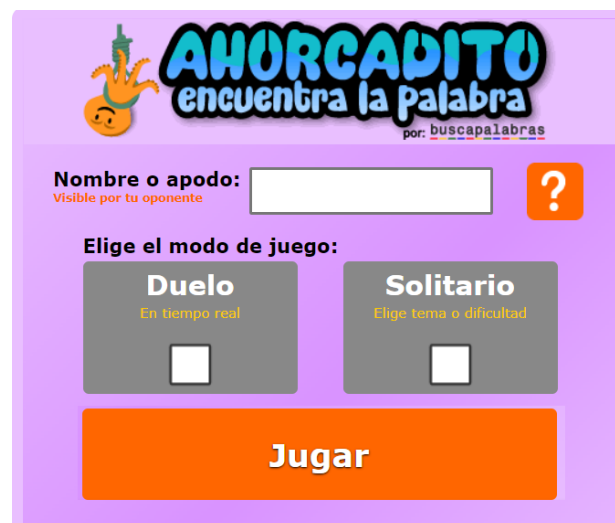 AHORCADITO
encuentra la palabra
por: buscapalabras
Nombre o apodo:
Visible por tu oponente
?
Elige el modo de juego:
Duelo
En tiempo real
Solitario
Elige tema o dificultad
Jugar